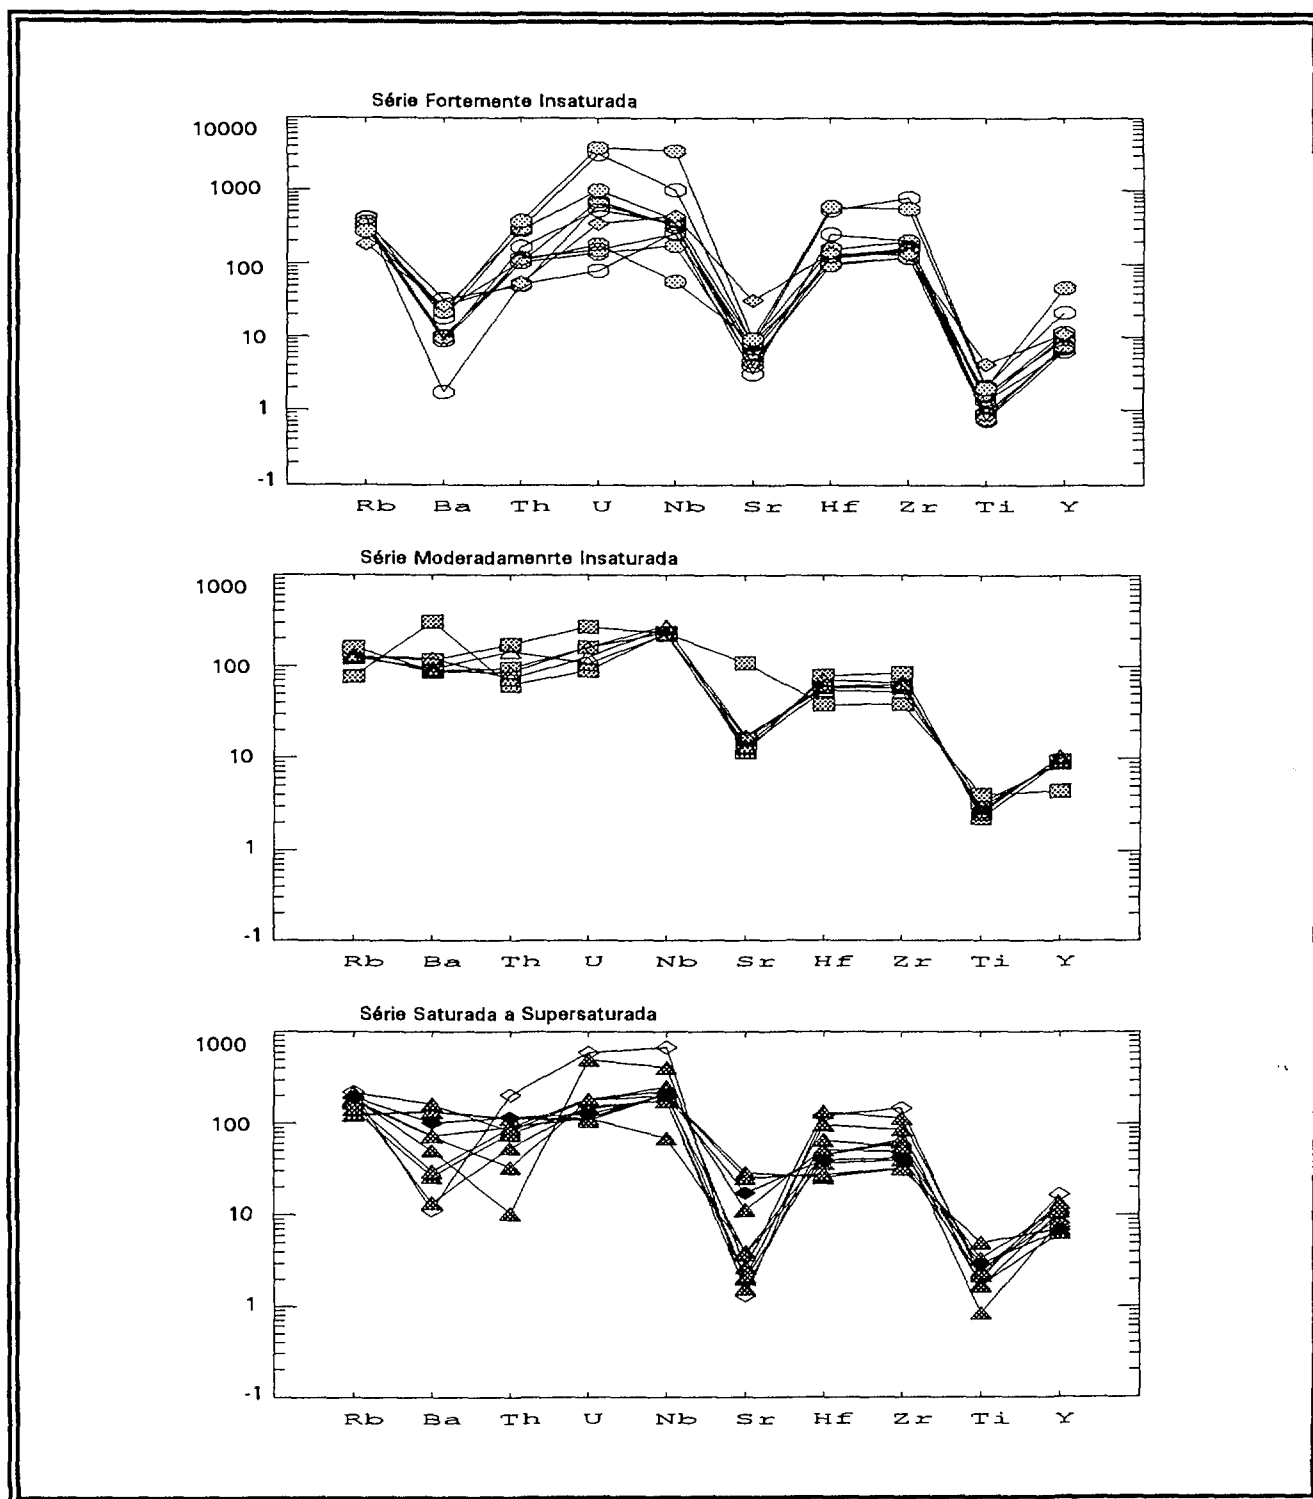 Série Fortemente Insaturada
10000
1000
100
10
1
-1
Rb Ba Th U Nb Sr Hf Zr Ti Y
Série Moderadamenrte Insaturada
1000
100
10
1
-1
Rb Ba Th U Nb Sr Hf Zr Ti Y
Série Saturada a Supersaturada
1000
100
10
1
-1
Rb Ba Th U Nb Sr Hf Zr Ti Y